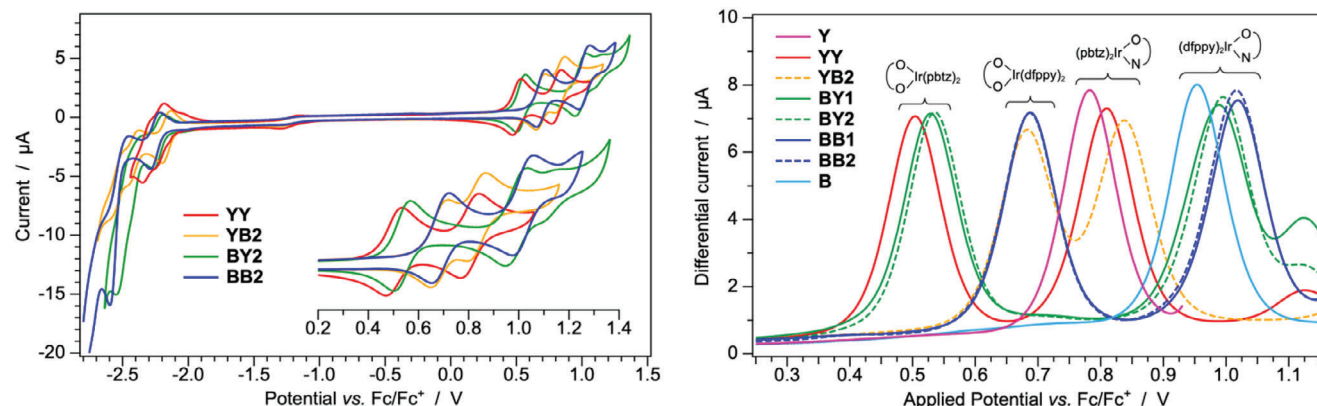 5
0
-5
-10
-15
-20
Current / µA
YY
YB2
BY2
BB2
0.2 0.4 0.6 0.8 1.0 1.2 1.4
-2.5 -2.0 -1.0 0.0 0.5 1.0 1.5
Potential vs. Fc/Fc⁺ / V
10
8
6
4
2
0
Differential current / µA
Y
YY
YB2
BY1
BY2
BB1
BB2
B
O
O
Ir(pbtz)₂
O
O
Ir(dfppy)₂
(pbtz)₂Ir
O
N
(dfppy)₂Ir
O
N
0.3 0.4 0.5 0.6 0.7 0.8 0.9 1.0 1.1
Applied Potential vs. Fc/Fc⁺ / V